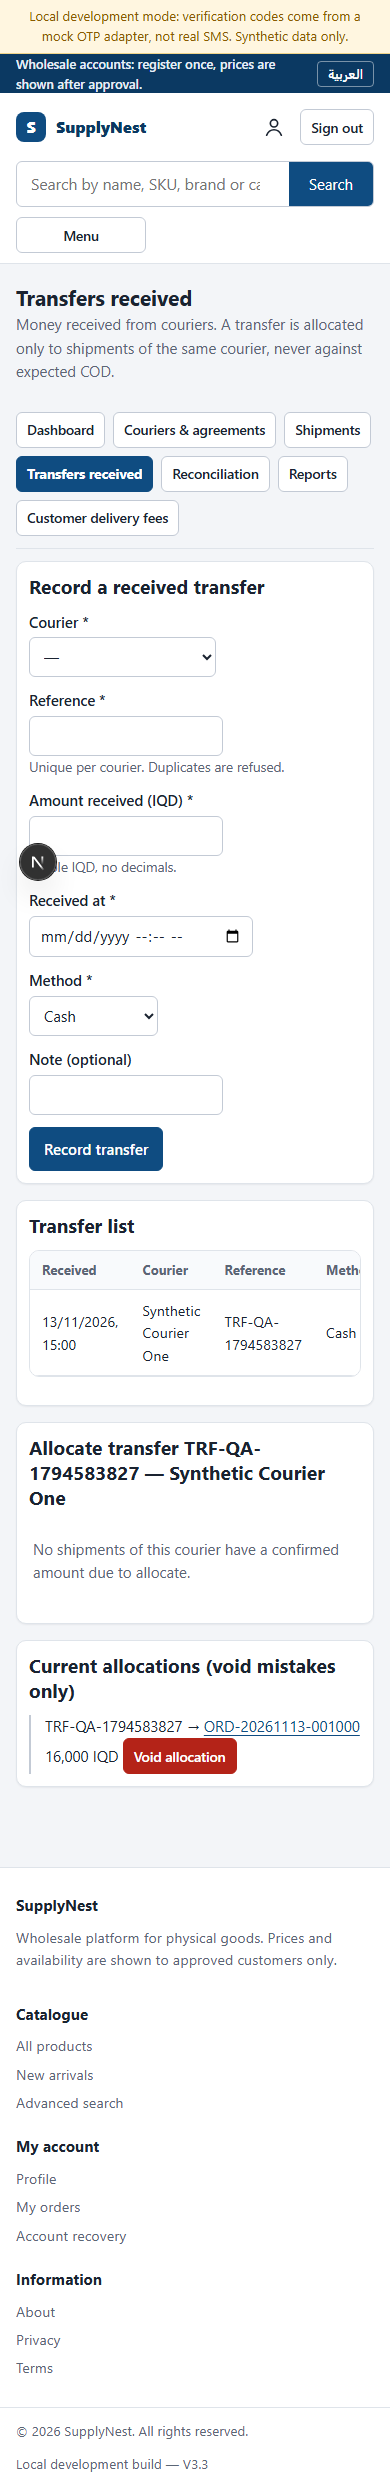 Local development mode: verification codes come from a
mock OTP adapter, not real SMS. Synthetic data only.
Wholesale accounts: register once, prices are
shown after approval.
العربية
S SupplyNest
Sign out
Search by name, SKU, brand or ca
Search
Menu
Transfers received
Money received from couriers. A transfer is allocated
only to shipments of the same courier, never against
expected COD.
Dashboard
Couriers & agreements
Shipments
Transfers received
Reconciliation
Reports
Customer delivery fees
Record a received transfer
Courier *
—
Reference *
Unique per courier. Duplicates are refused.
Amount received (IQD) *
N
IQD, no decimals.
Received at *
mm/dd/yyyy --:-- --
Method *
Cash
Note (optional)
Record transfer
Transfer list
Received Courier Reference
13/11/2026, 15:00
Synthetic Courier One
TRF-QA-1794583827
Cash
Allocate transfer TRF-QA-
1794583827 — Synthetic Courier
One
No shipments of this courier have a confirmed
amount due to allocate.
Current allocations (void mistakes
only)
TRF-QA-1794583827 → ORD-20261113-001000
16,000 IQD Void allocation
SupplyNest
Wholesale platform for physical goods. Prices and
availability are shown to approved customers only.
Catalogue
All products
New arrivals
Advanced search
My account
Profile
My orders
Account recovery
Information
About
Privacy
Terms
© 2026 SupplyNest. All rights reserved.
Local development build — V3.3